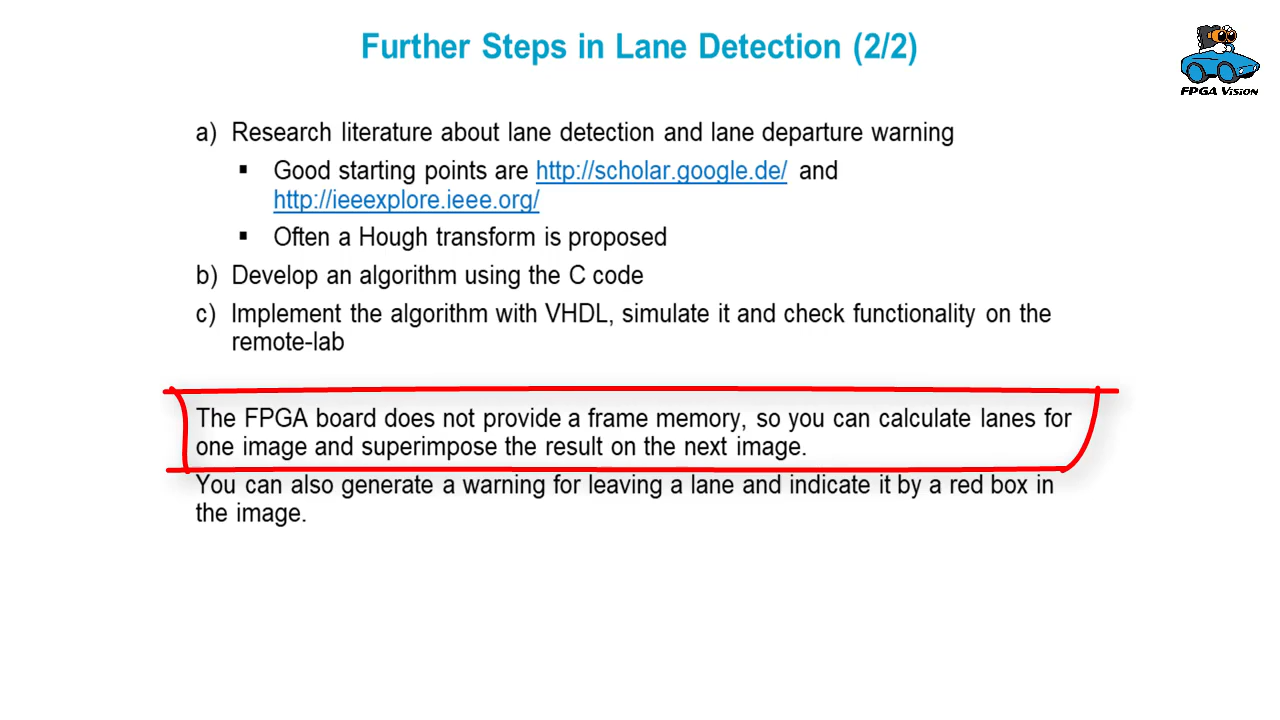 Further Steps in Lane Detection (2/2)
FPGA Vision
a) Research literature about lane detection and lane departure warning
▪ Good starting points are http://scholar.google.de/ and
http://ieeexplore.ieee.org/
▪ Often a Hough transform is proposed
b) Develop an algorithm using the C code
c) Implement the algorithm with VHDL, simulate it and check functionality on the
remote-lab
The FPGA board does not provide a frame memory, so you can calculate lanes for
one image and superimpose the result on the next image.
You can also generate a warning for leaving a lane and indicate it by a red box in
the image.